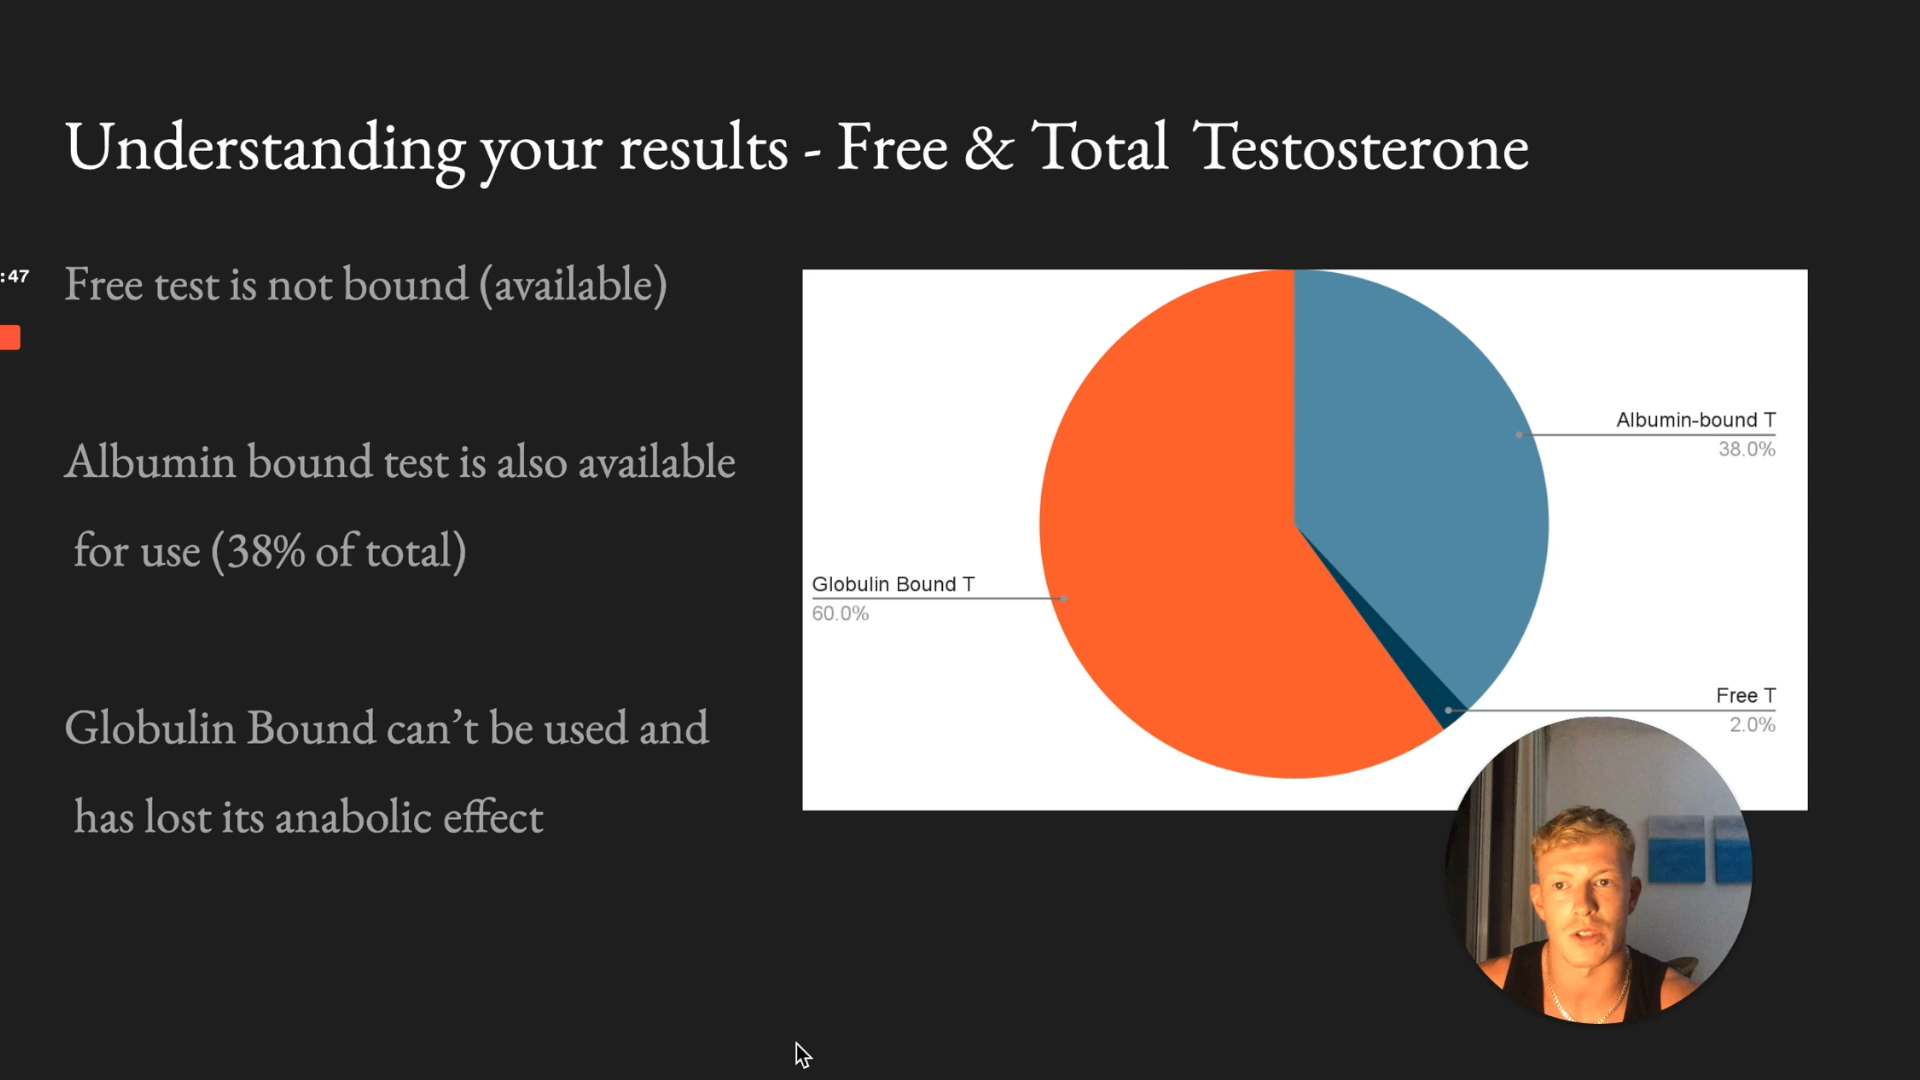 Understanding your results - Free & Total Testosterone
:47
Free test is not bound (available)
Albumin bound test is also available
for use (38% of total)
Globulin Bound can’t be used and
has lost its anabolic effect
Albumin-bound T
38.0%
Globulin Bound T
60.0%
Free T
2.0%